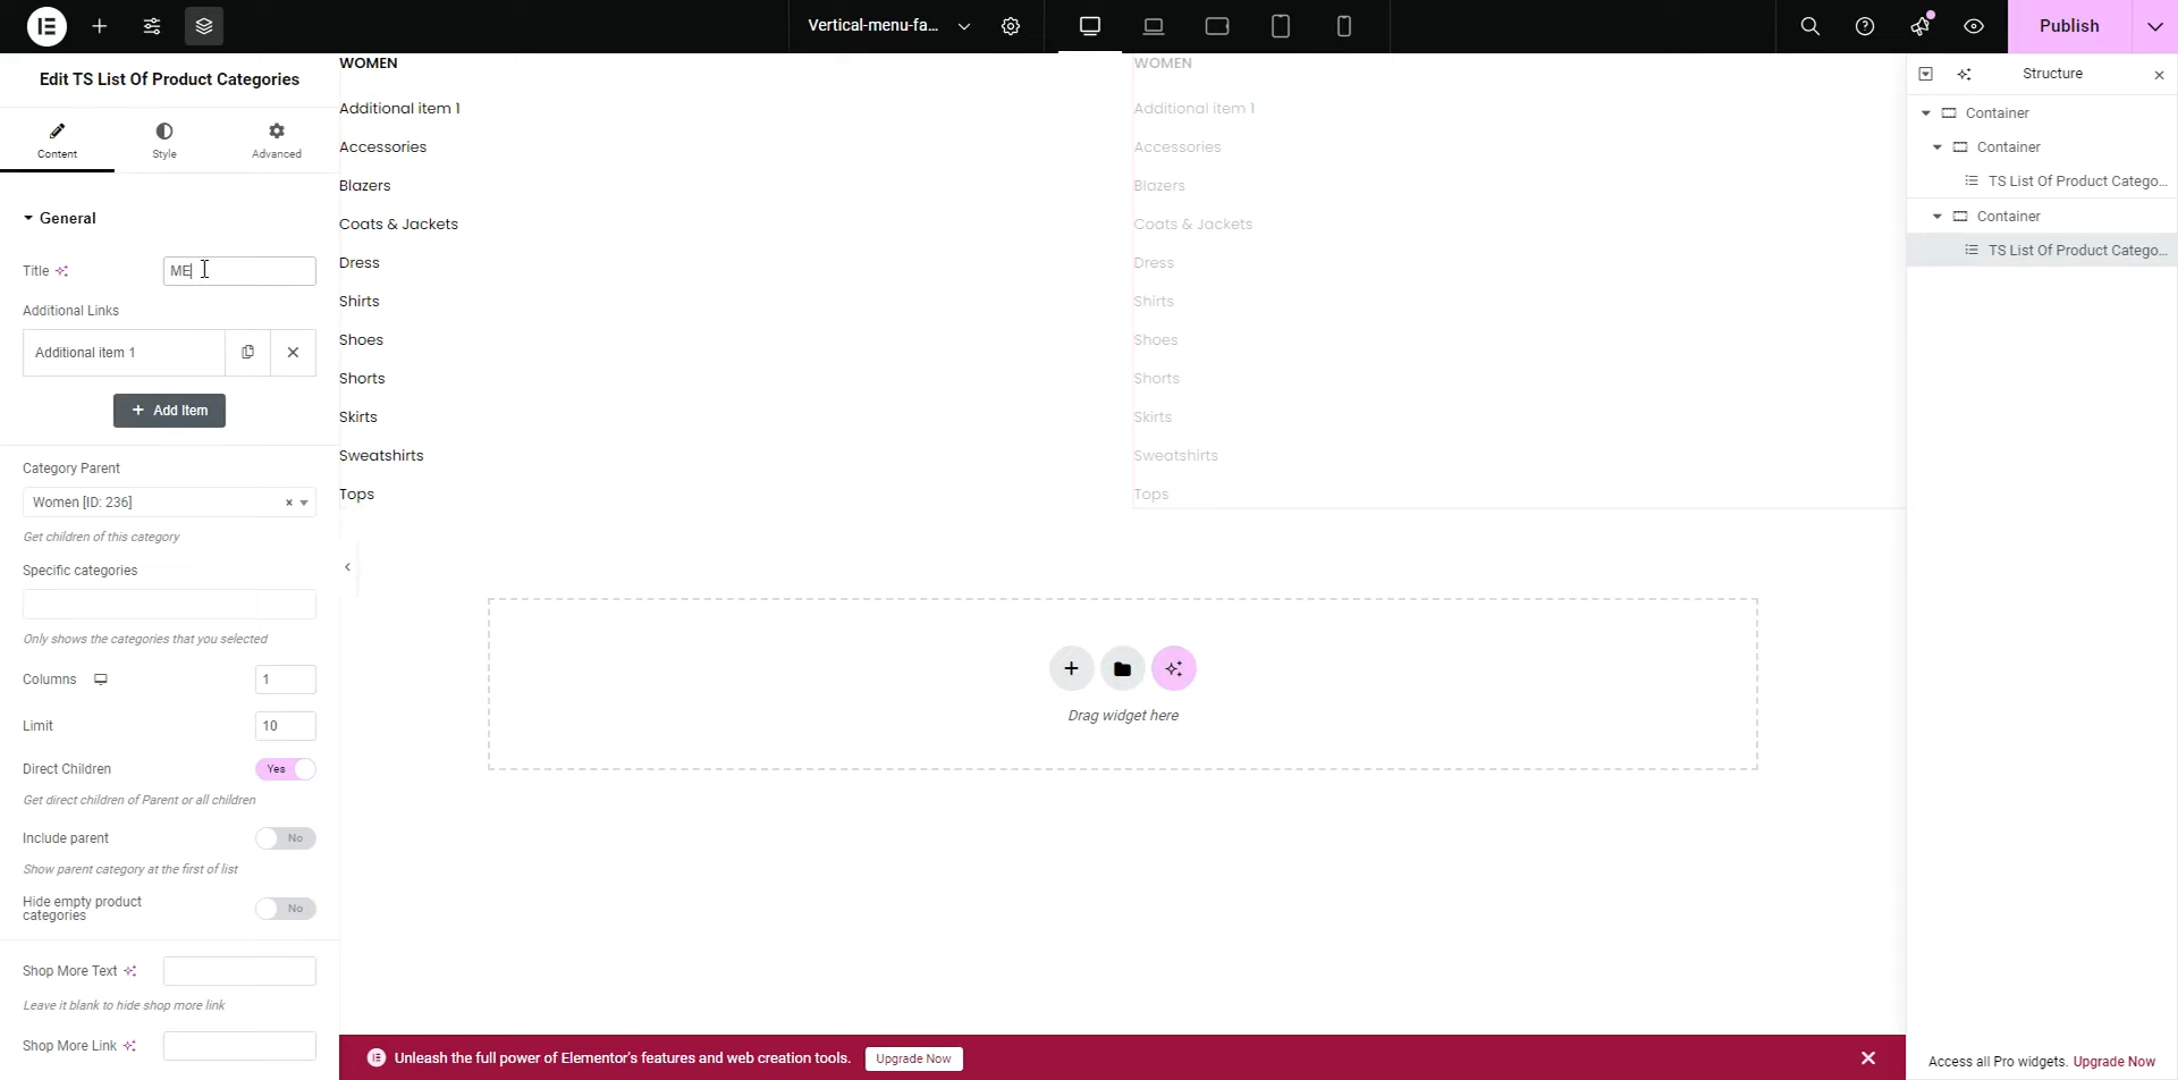 Vertical-menu-fa...
Publish
Edit TS List Of Product Categories
Content
Style
Advanced
General
Title
ME
Additional Links
Additional item 1
+ Add Item
Category Parent
Women [ID: 236]
× 
Get children of this category
Specific categories
Only shows the categories that you selected
Columns
1
Limit
10
Direct Children
Yes
Get direct children of Parent or all children
Include parent
No
Show parent category at the first of list
Hide empty product
categories
No
Shop More Text
Leave it blank to hide shop more link
Shop More Link
WOMEN
Additional item 1
Accessories
Blazers
Coats & Jackets
Dress
Shirts
Shoes
Shorts
Skirts
Sweatshirts
Tops
WOMEN
Additional item 1
Accessories
Blazers
Coats & Jackets
Dress
Shirts
Shoes
Shorts
Skirts
Sweatshirts
Tops
Drag widget here
Unleash the full power of Elementor's features and web creation tools.
Upgrade Now
Structure
Container
Container
TS List Of Product Catego...
Container
TS List Of Product Catego...
Access all Pro widgets. Upgrade Now